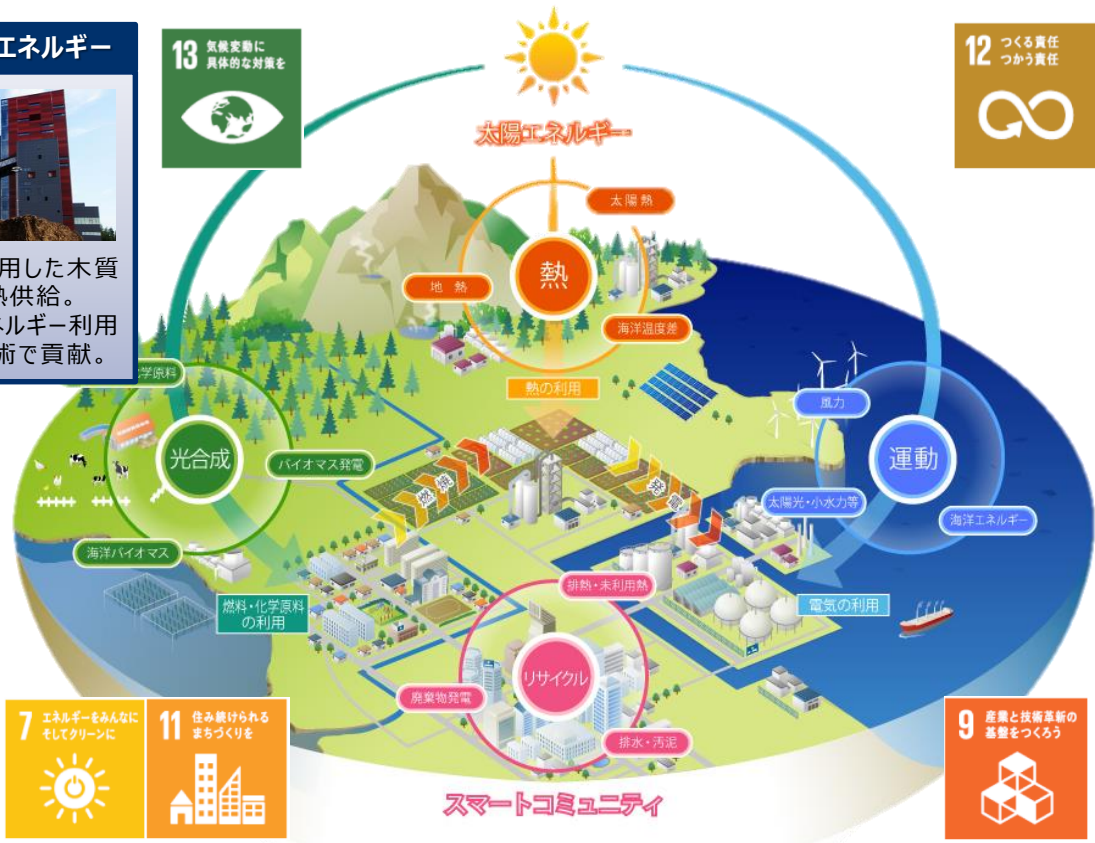 エネルギー
用した木質
熱供給。
ネルギー利用
術で貢献。
13 気候変動に
具体的な対策を
12 つくる責任
つかう責任
太陽エネルギー
太陽熱
熱
地熱
海洋温度差
熱の利用
化学原料
光合成
バイオマス発電
海洋バイオマス
燃料・化学原料
の利用
燃焼
発電
風力
運動
太陽光・小水力等
海洋エネルギー
電気の利用
排熱・未利用熱
リサイクル
廃棄物発電
排水・汚泥
スマートコミュニティ
7 エネルギーをみんなに
そしてクリーンに
11 住み続けられる
まちづくりを
9 産業と技術革新の
基盤をつくろう